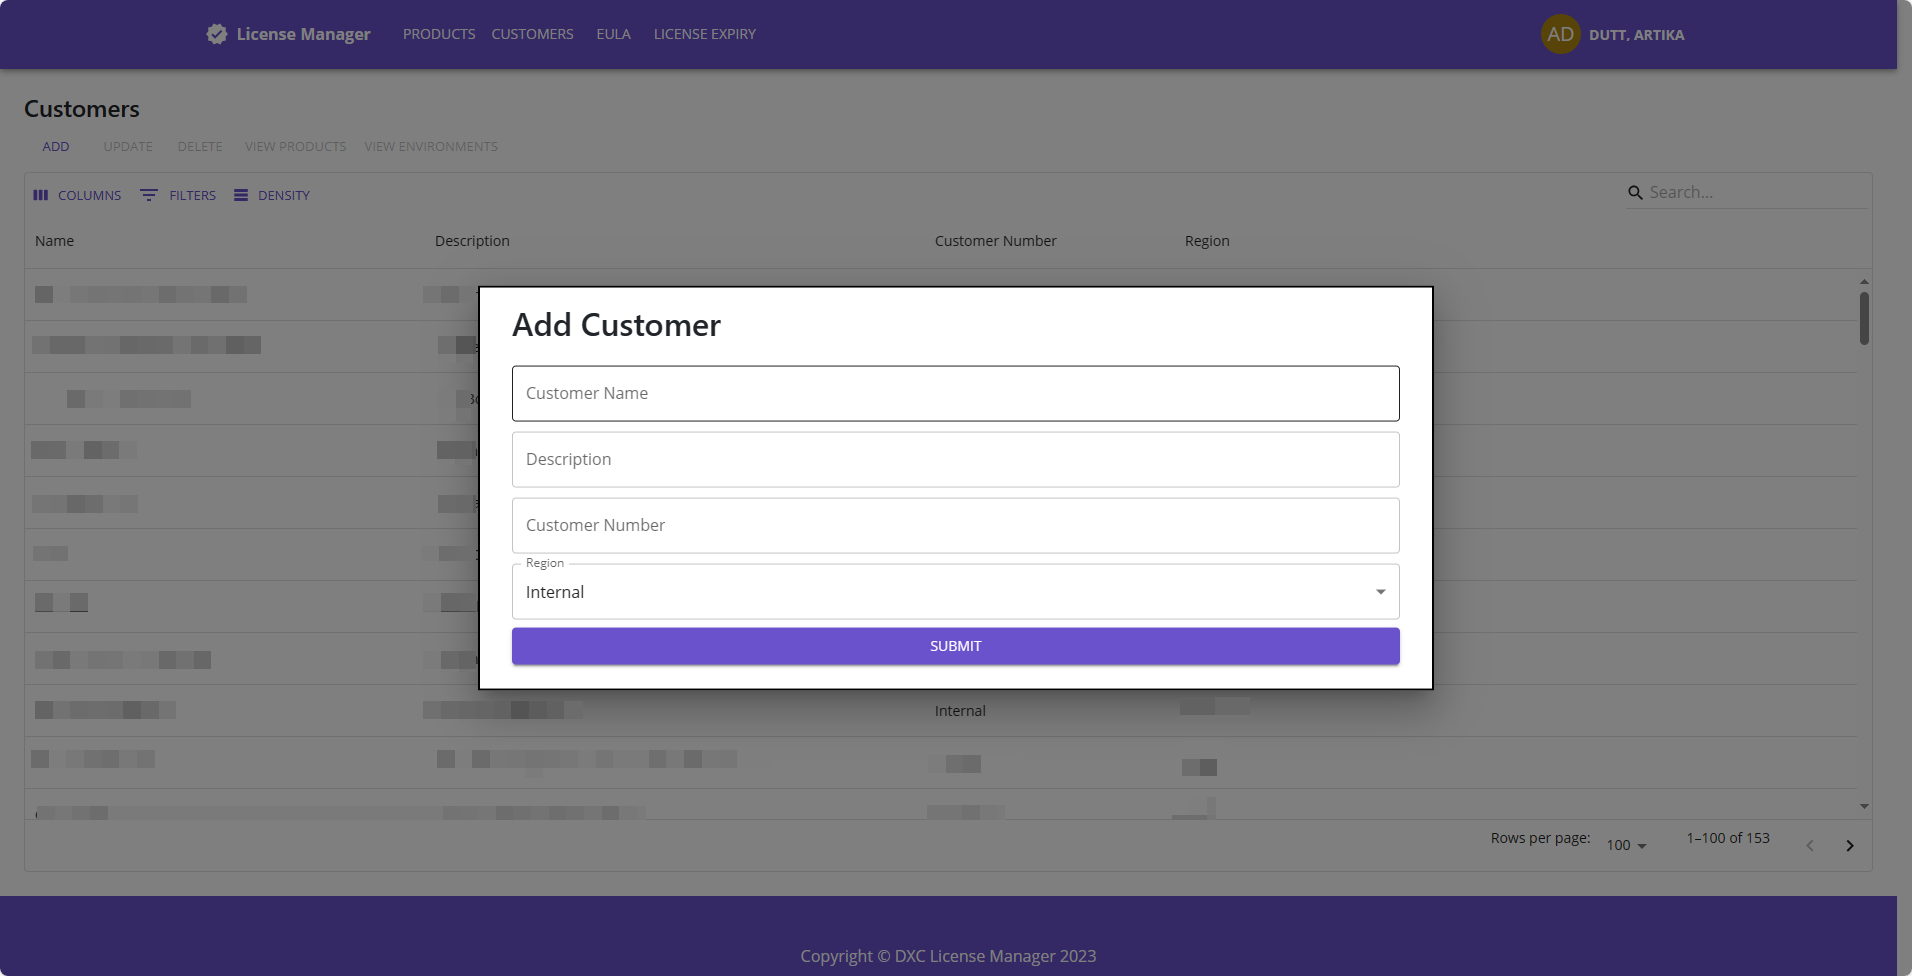 License Manager PRODUCTS CUSTOMERS EULA LICENSE EXPIRY AD DUTT, ARTIKA
Customers
ADD UPDATE DELETE VIEW PRODUCTS VIEW ENVIRONMENTS
COLUMNS FILTERS DENSITY Search...
Name Description Customer Number Region
Add Customer
Customer Name
Description
Customer Number
Region
Internal
SUBMIT
Internal
Rows per page: 100 1–100 of 153
Copyright © DXC License Manager 2023